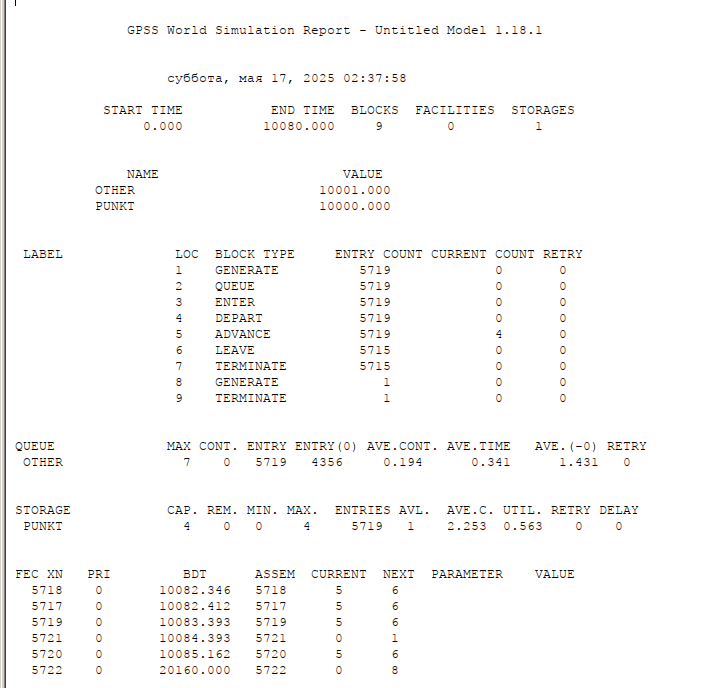 GPSS World Simulation Report - Untitled Model 1.18.1
суббота, мая 17, 2025 02:37:58
START TIME END TIME BLOCKS FACILITIES STORAGES
0.000 10080.000 9 0 1
NAME VALUE
OTHER 10001.000
PUNKT 10000.000
LABEL LOC BLOCK TYPE ENTRY COUNT CURRENT COUNT RETRY
1 GENERATE 5719 0 0
2 QUEUE 5719 0 0
3 ENTER 5719 0 0
4 DEPART 5719 0 0
5 ADVANCE 5719 4 0
6 LEAVE 5715 0 0
7 TERMINATE 5715 0 0
8 GENERATE 1 0 0
9 TERMINATE 1 0 0
QUEUE MAX CONT. ENTRY ENTRY(0) AVE.CONT. AVE.TIME AVE.(-0) RETRY
OTHER 7 0 5719 4356 0.194 0.341 1.431 0
STORAGE CAP. REM. MIN. MAX. ENTRIES AVL. AVE.C. UTIL. RETRY DELAY
PUNKT 4 0 0 4 5719 1 2.253 0.563 0 0
FEC XN PRI BDT ASSEM CURRENT NEXT PARAMETER VALUE
5718 0 10082.346 5718 5 6
5717 0 10082.412 5717 5 6
5719 0 10083.393 5719 5 6
5721 0 10084.393 5721 0 1
5720 0 10085.162 5720 5 6
5722 0 20160.000 5722 0 8